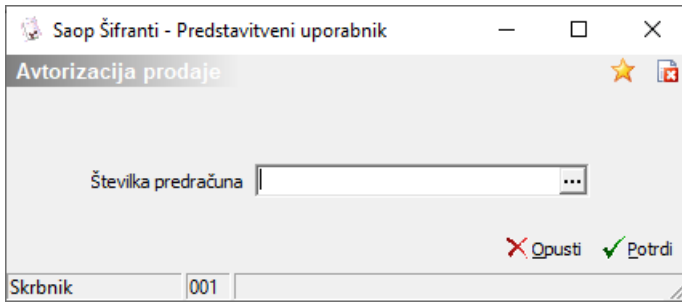 Saop Šifranti - Predstavitveni uporabnik
Avtorizacija prodaje
Številka predračuna
...
Opusti Potrdi
Skrbnik 001